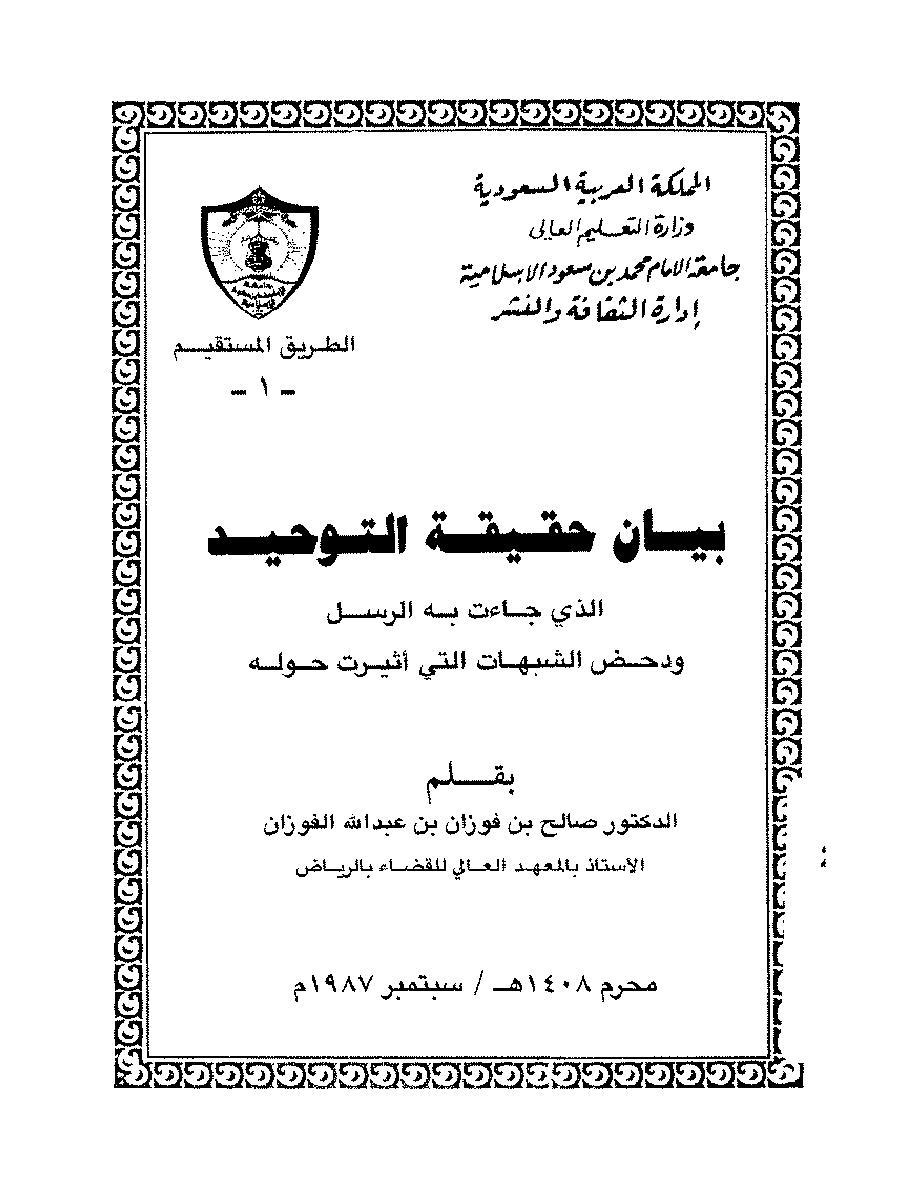 المملكة العربية السعودية
وزارة التعليم العالي
جامعة الامام محمد بن سعود الاسلامية
إدارة الثقافة والنشر
الطريق المستقيم
- ١ -
بيان حقيقة التوحيد
الذي جاءت به الرسل
ودحض الشبهات التي أثيرت حوله
بقلم
الدكتور صالح بن فوزان بن عبدالله الفوزان
الأستاذ بالمعهد العالي للقضاء بالرياض
محرم ١٤٠٨هـ / سبتمبر ١٩٨٧م